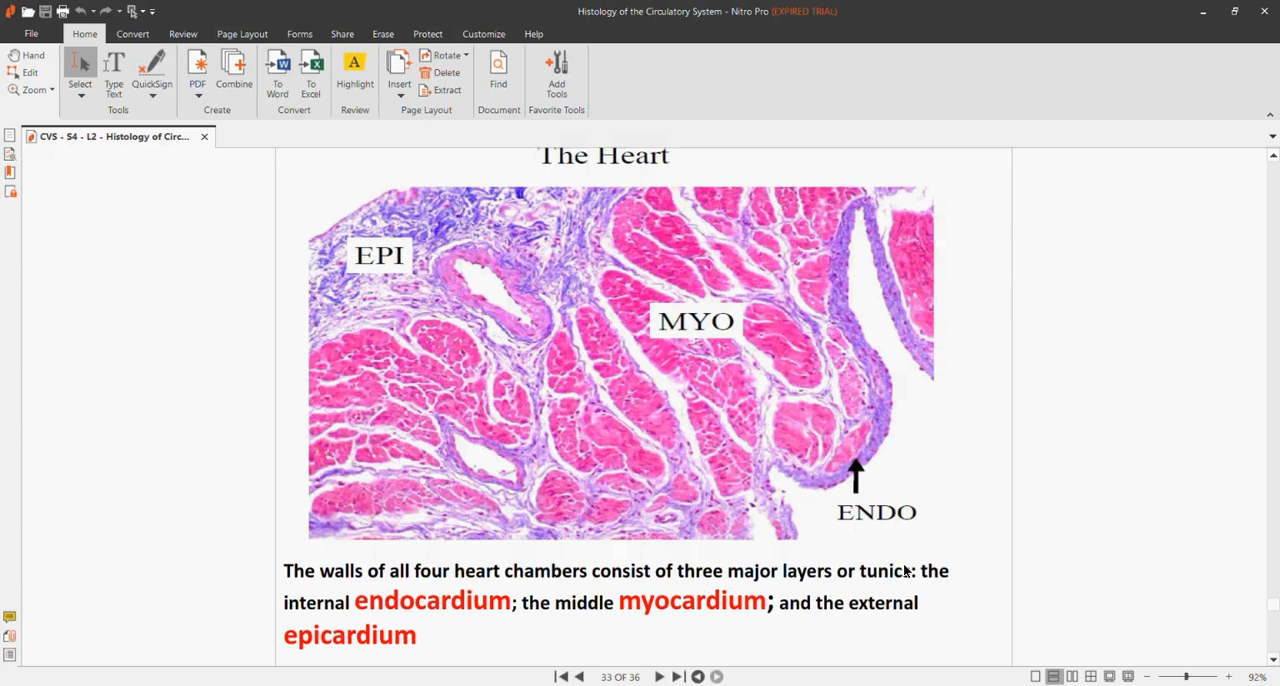 Histology of the Circulatory System - Nitro Pro (EXPIRED TRIAL)
File Home Convert Review Page Layout Forms Share Erase Protect Customize Help
Hand
Edit
Zoom
Select
Type Text
QuickSign
Tools
PDF
Combine
Create
To Word
To Excel
Convert
Highlight
Review
Insert
Rotate
Delete
Extract
Page Layout
Find
Document
Add Tools
Favorite Tools
CVS - S4 - L2 - Histology of Circ...
The Heart
EPI
MYO
ENDO
The walls of all four heart chambers consist of three major layers or tunics: the
internal endocardium; the middle myocardium; and the external
epicardium
33 OF 36
92%